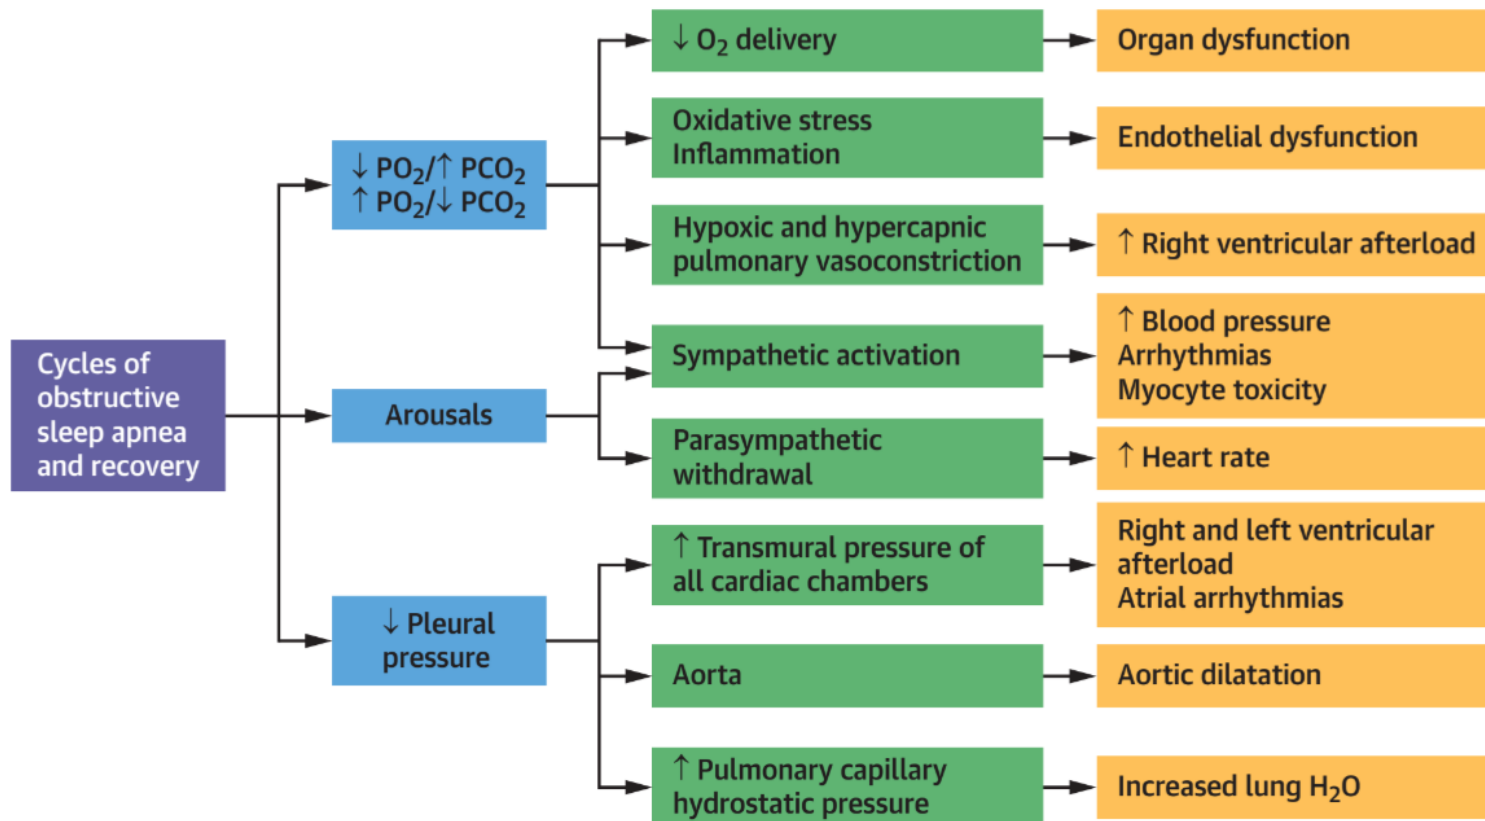 Cycles of
obstructive
sleep apnea
and recovery
↓ PO₂/↑ PCO₂
↑ PO₂/↓ PCO₂
Arousals
↓ Pleural
pressure
↓ O₂ delivery
Oxidative stress
Inflammation
Hypoxic and hypercapnic
pulmonary vasoconstriction
Sympathetic activation
Parasympathetic
withdrawal
↑ Transmural pressure of
all cardiac chambers
Aorta
↑ Pulmonary capillary
hydrostatic pressure
Organ dysfunction
Endothelial dysfunction
↑ Right ventricular afterload
↑ Blood pressure
Arrhythmias
Myocyte toxicity
↑ Heart rate
Right and left ventricular
afterload
Atrial arrhythmias
Aortic dilatation
Increased lung H₂O